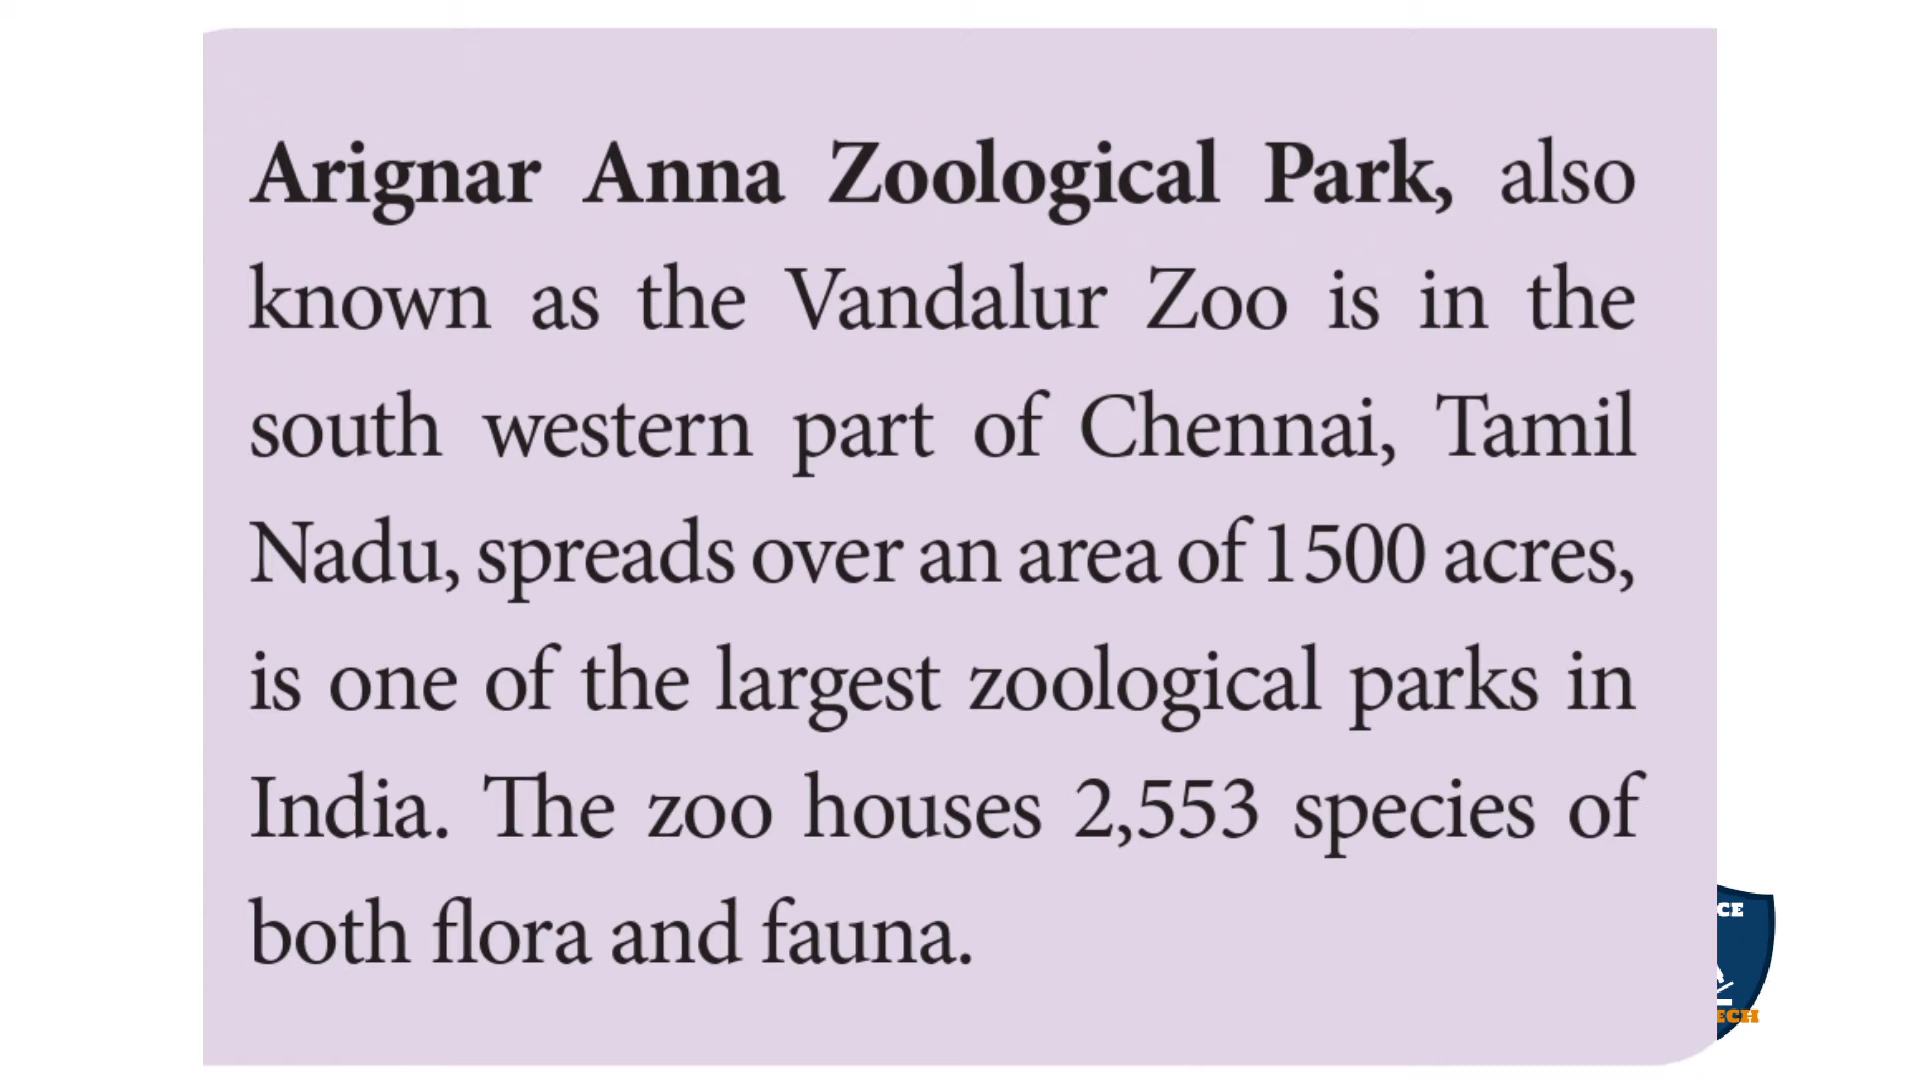 Arignar Anna Zoological Park, also
known as the Vandalur Zoo is in the
south western part of Chennai, Tamil
Nadu, spreads over an area of 1500 acres,
is one of the largest zoological parks in
India. The zoo houses 2,553 species of
both flora and fauna.
CE
ECH